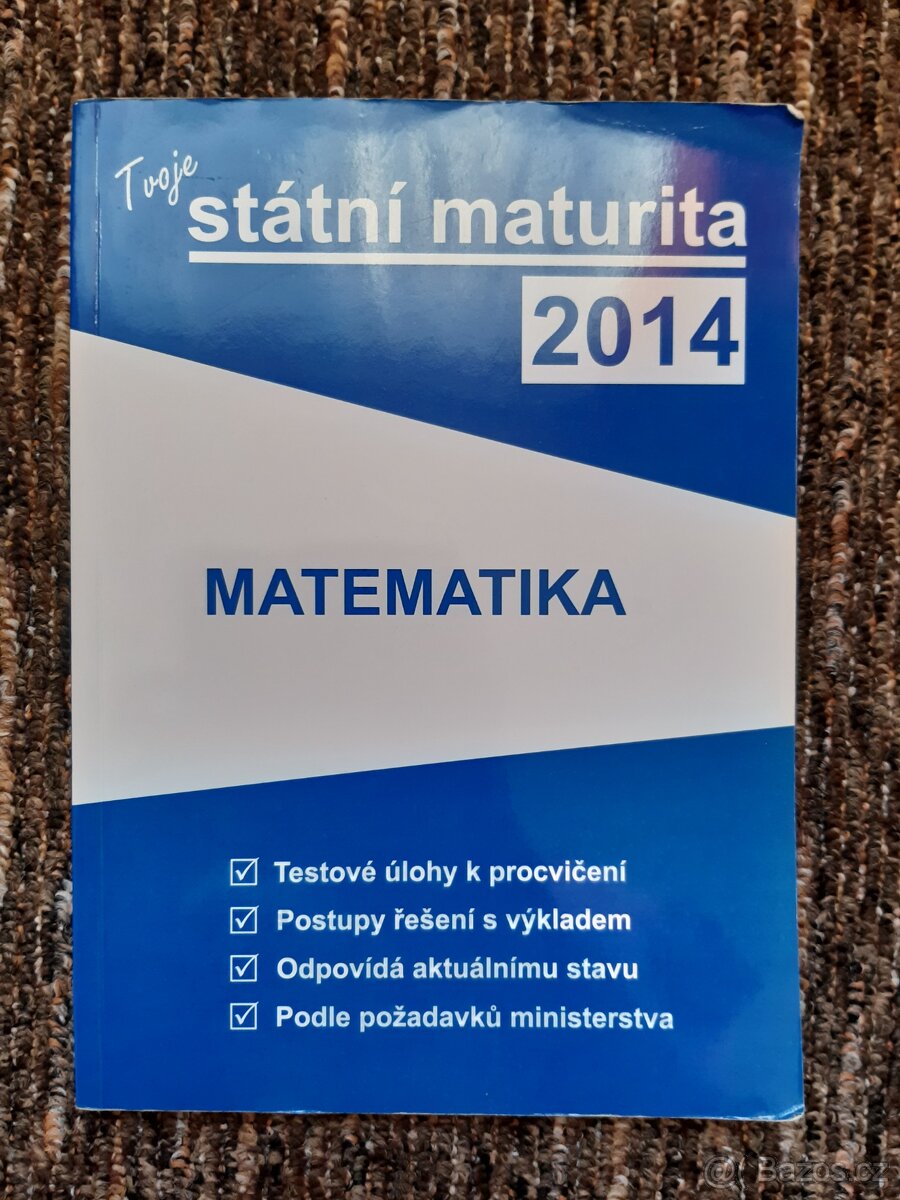 Tvoje
státní maturita
2014
MATEMATIKA
Testové úlohy k procvičení
Postupy řešení s výkladem
Odpovídá aktuálnímu stavu
Podle požadavků ministerstva
@ Bazos.cz